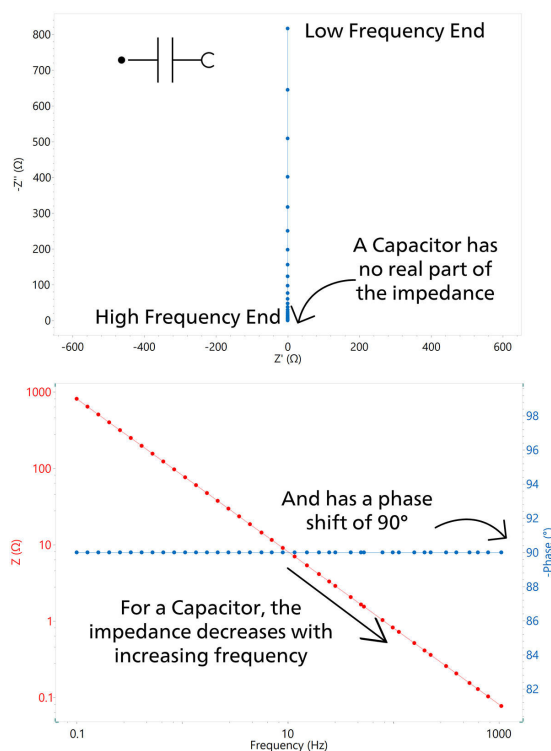 800
Low Frequency End
700
600
-Z'' (Ω)
500
400
300
200
A Capacitor has
no real part of
the impedance
100
High Frequency End
0
-600
-400
-200
0
200
400
600
Z' (Ω)
1000
98
96
100
94
And has a phase
shift of 90°
92
Z (Ω)
10
90
-Phase (°)
For a Capacitor, the
impedance decreases with
increasing frequency
88
1
86
84
0.1
82
0.1
10
1000
Frequency (Hz)